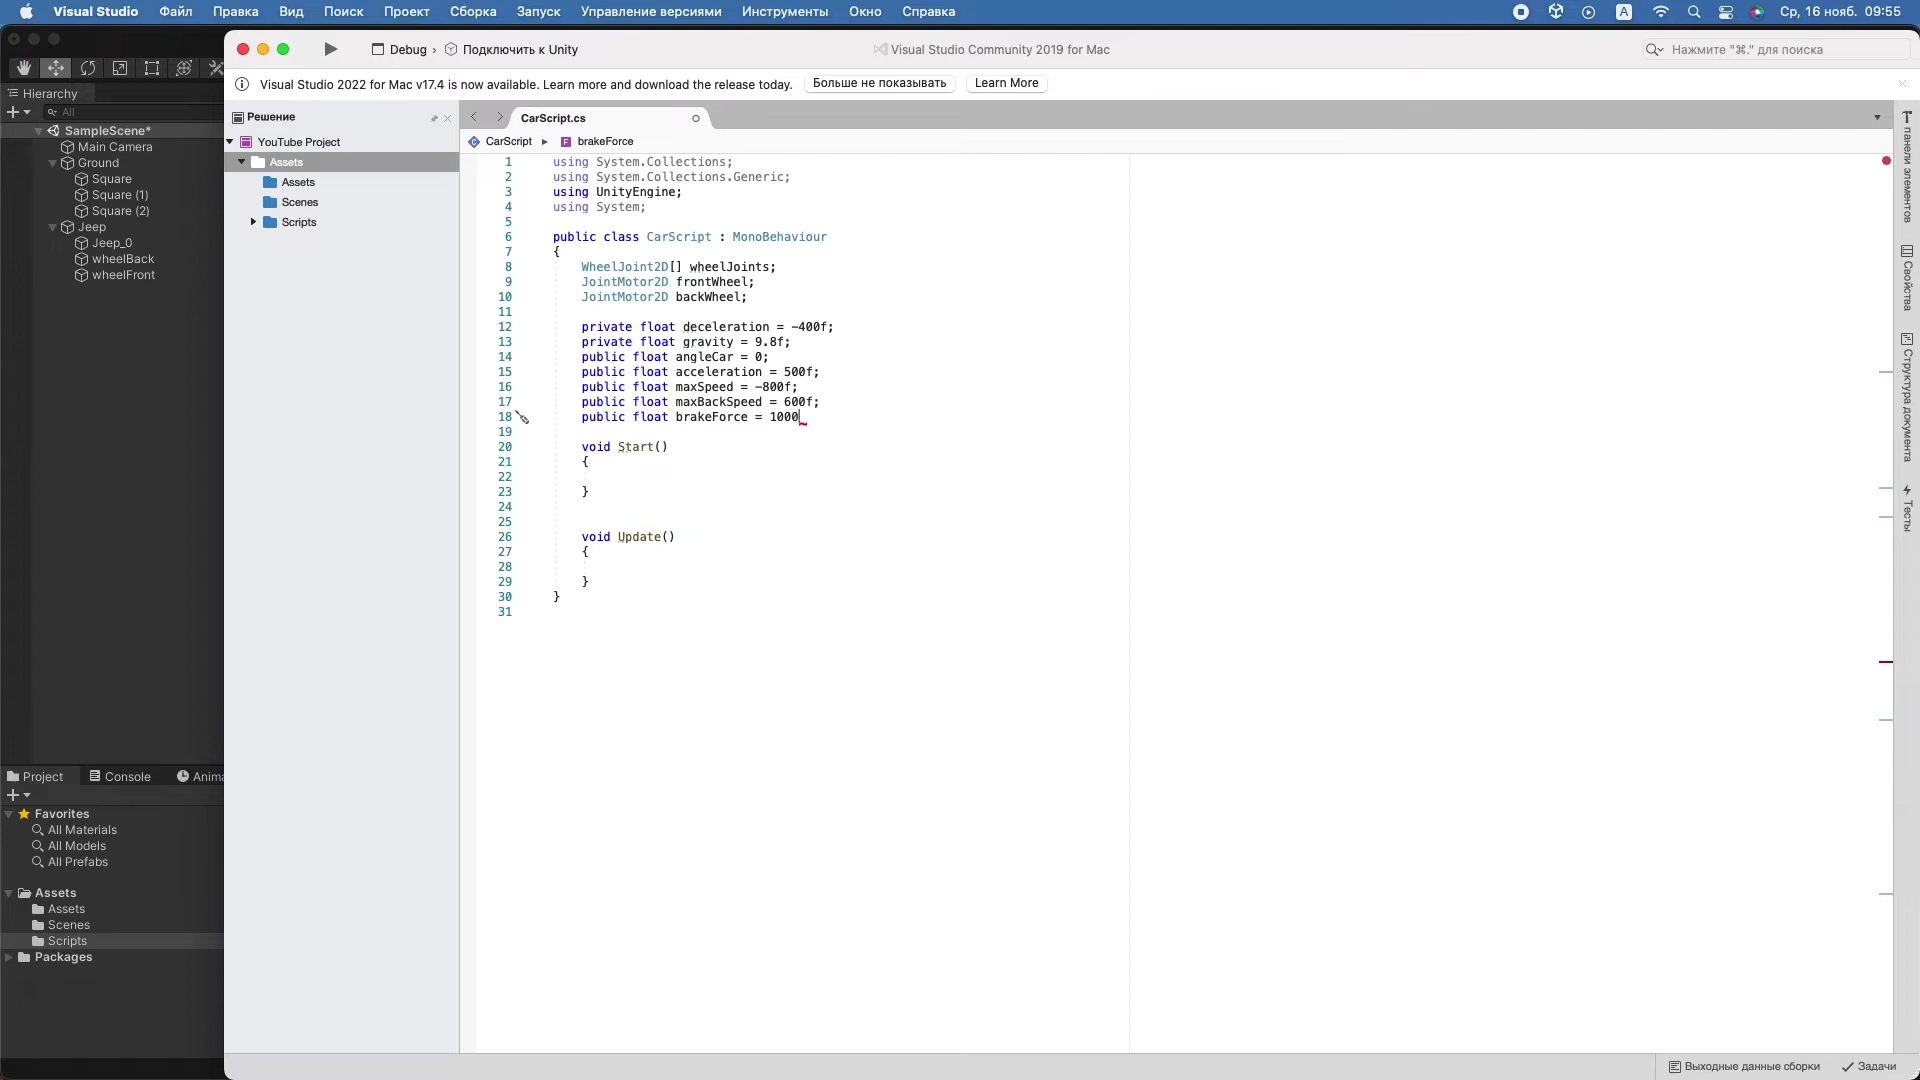 Visual Studio Файл Правка Вид Поиск Проект Сборка Запуск Управление версиями Инструменты Окно Справка A Ср, 16 нояб. 09:55
Debug › Подключить к Unity
Visual Studio Community 2019 for Mac
Нажмите "⌘." для поиска
Visual Studio 2022 for Mac v17.4 is now available. Learn more and download the release today. Больше не показывать Learn More
Hierarchy
All
SampleScene*
Main Camera
Ground
Square
Square (1)
Square (2)
Jeep
Jeep_0
wheelBack
wheelFront
Project Console Anima
Favorites
All Materials
All Models
All Prefabs
Assets
Assets
Scenes
Scripts
Packages
Решение
YouTube Project
Assets
Assets
Scenes
Scripts
CarScript.cs
CarScript ▸ F brakeForce
1 using System.Collections;
2 using System.Collections.Generic;
3 using UnityEngine;
4 using System;
5
6 public class CarScript : MonoBehaviour
7 {
8 WheelJoint2D[] wheelJoints;
9 JointMotor2D frontWheel;
10 JointMotor2D backWheel;
11
12 private float deceleration = -400f;
13 private float gravity = 9.8f;
14 public float angleCar = 0;
15 public float acceleration = 500f;
16 public float maxSpeed = -800f;
17 public float maxBackSpeed = 600f;
18 public float brakeForce = 1000
19
20 void Start()
21 {
22
23 }
24
25
26 void Update()
27 {
28
29 }
30 }
31
панели элементов
Свойства
Структура документа
Тесты
Выходные данные сборки Задачи